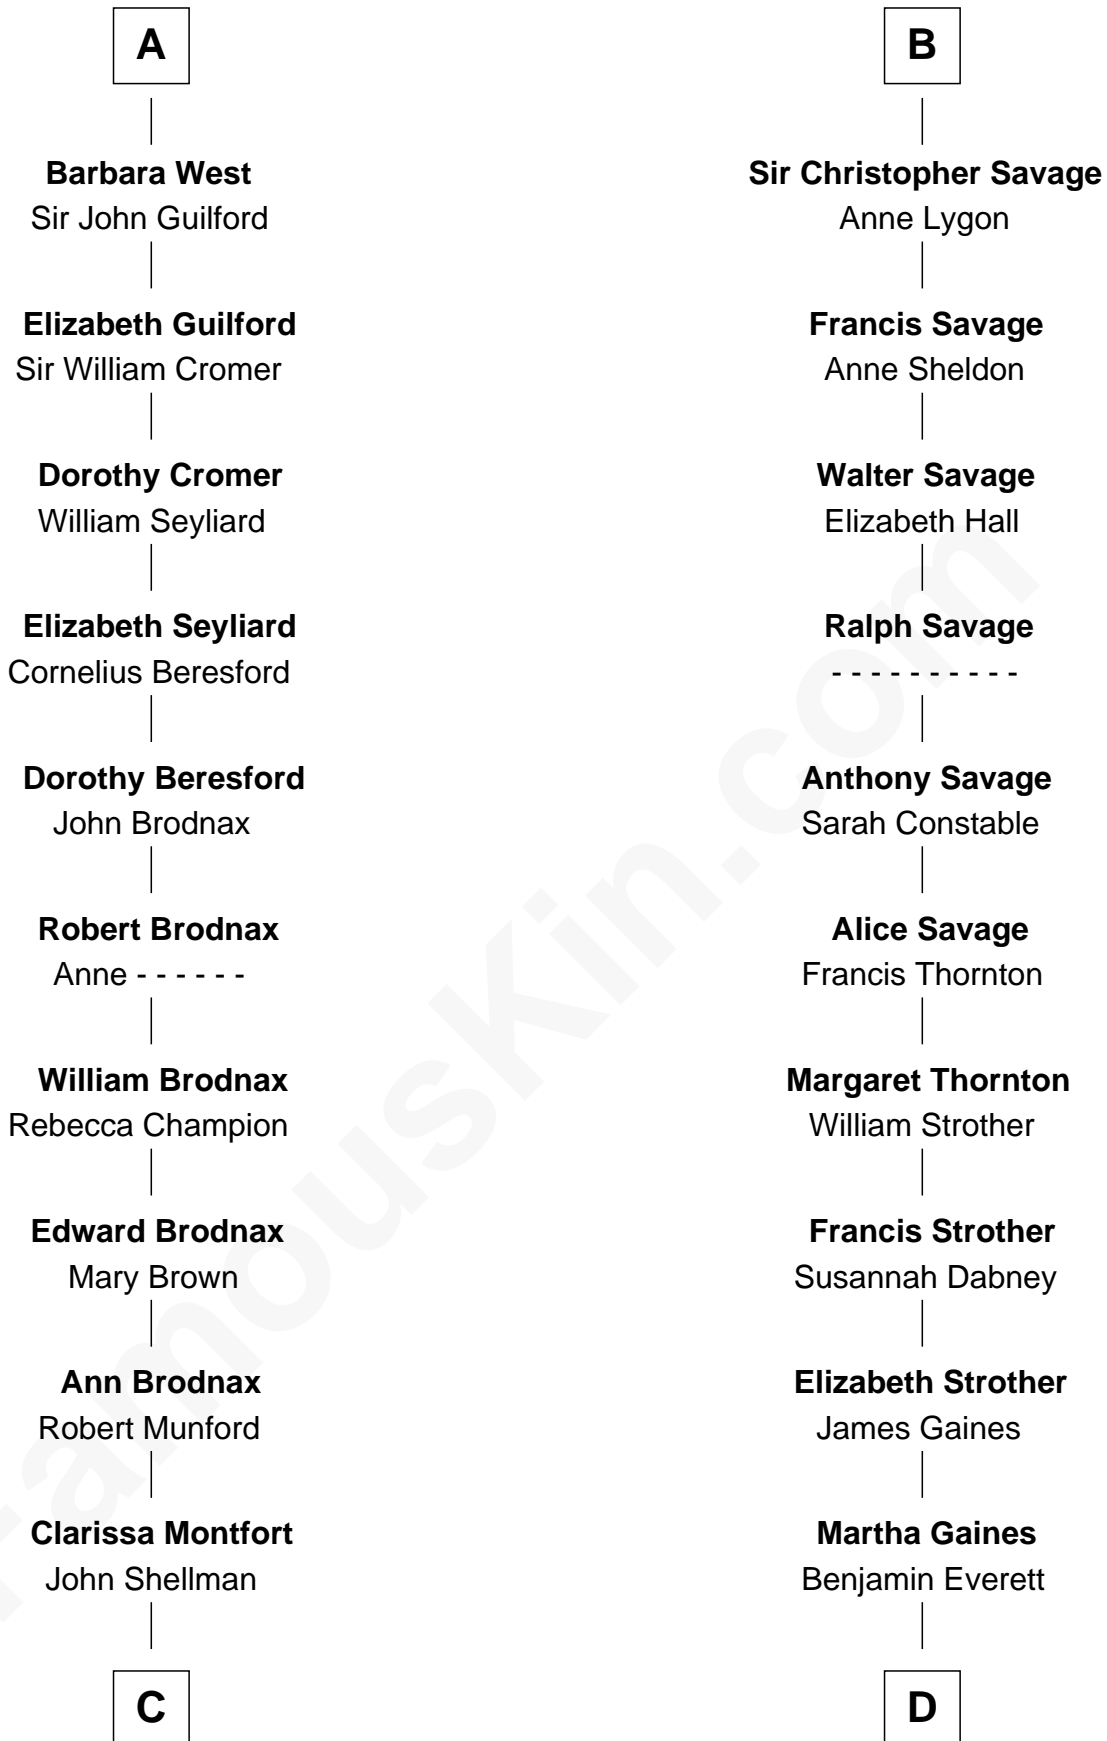 A
Barbara West
Sir John Guilford
Elizabeth Guilford
Sir William Cromer
Dorothy Cromer
William Seyliard
Elizabeth Seyliard
Cornelius Beresford
Dorothy Beresford
John Brodnax
Robert Brodnax
Anne - - - - - -
William Brodnax
Rebecca Champion
Edward Brodnax
Mary Brown
Ann Brodnax
Robert Munford
Clarissa Montfort
John Shellman
C
B
Sir Christopher Savage
Anne Lygon
Francis Savage
Anne Sheldon
Walter Savage
Elizabeth Hall
Ralph Savage
- - - - - - - - - -
Anthony Savage
Sarah Constable
Alice Savage
Francis Thornton
Margaret Thornton
William Strother
Francis Strother
Susannah Dabney
Elizabeth Strother
James Gaines
Martha Gaines
Benjamin Everett
D
FamousKin.com